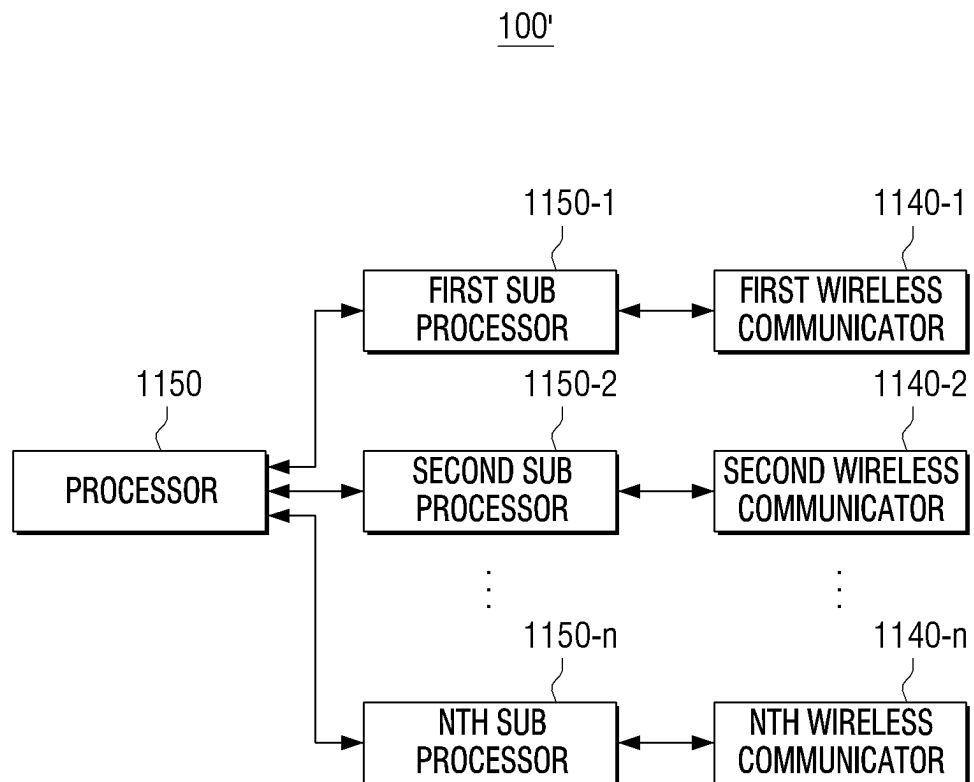 100'
1150-1
1140-1
FIRST SUB
PROCESSOR
FIRST WIRELESS
COMMUNICATOR
1150
1150-2
1140-2
PROCESSOR
SECOND SUB
PROCESSOR
SECOND WIRELESS
COMMUNICATOR
1150-n
1140-n
NTH SUB
PROCESSOR
NTH WIRELESS
COMMUNICATOR